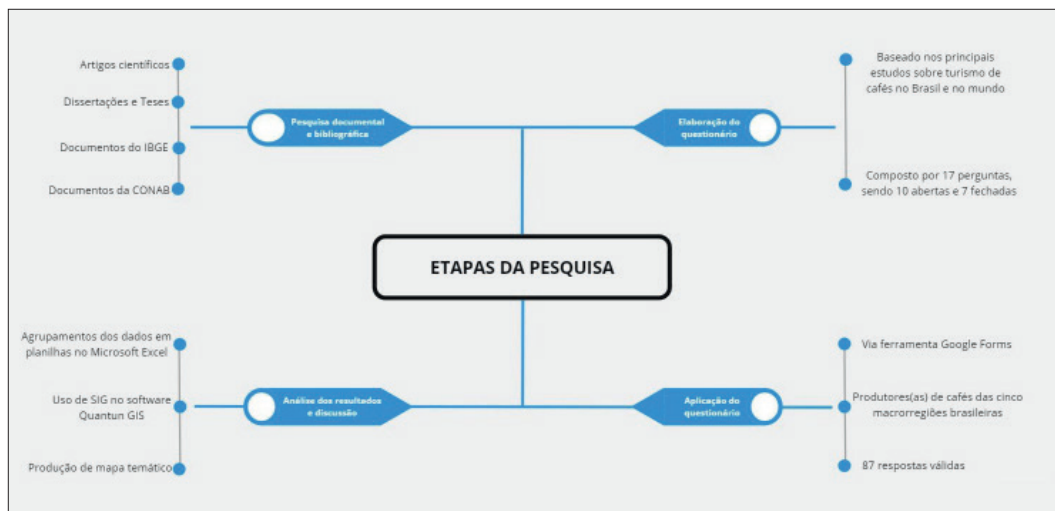 Artigos científicos
Dissertações e Teses
Documentos do IBGE
Documentos da CONAB
Pesquisa documental
e bibliográfica
Elaboração do
questionário
Baseado nos principais
estudos sobre turismo de
cafés no Brasil e no mundo
Composto por 17 perguntas,
sendo 10 abertas e 7 fechadas
ETAPAS DA PESQUISA
Agrupamentos dos dados em
planilhas no Microsoft Excel
Uso de SIG no software
Quantun GIS
Produção de mapa temático
Análise dos resultados
e discussão
Aplicação do
questionário
Via ferramenta Google Forms
Produtores(as) de cafés das cinco
macrorregiões brasileiras
87 respostas válidas